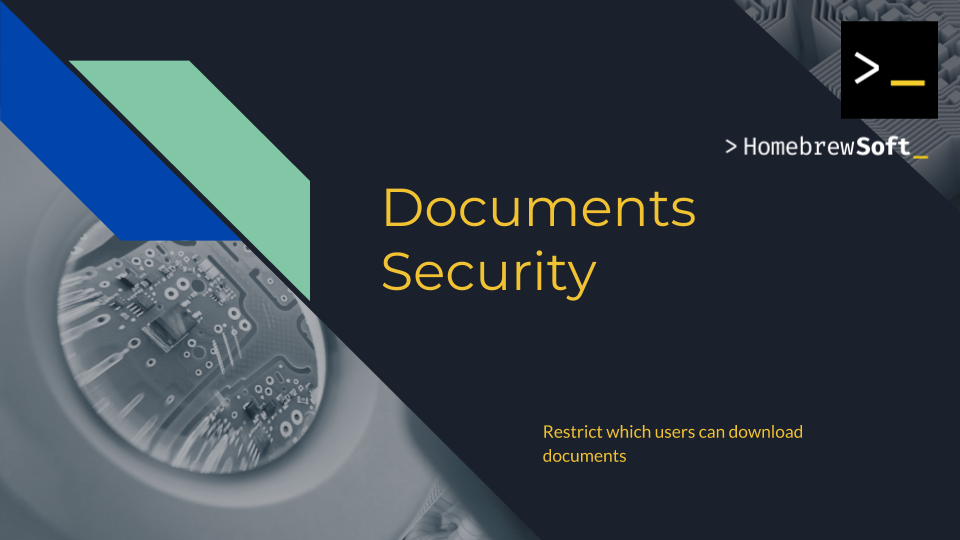 >_
>HomebrewSoft_
Documents
Security
Restrict which users can download
documents